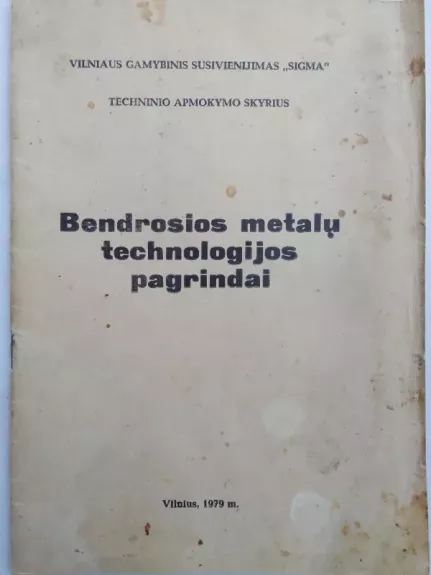 VILNIAUS GAMYBINIS SUSIVIENIJIMAS „SIGMA"
TECHNINIO APMOKYMO SKYRIUS
Bendrosios metalų
technologijos
pagrindai
Vilnius, 1979 m.